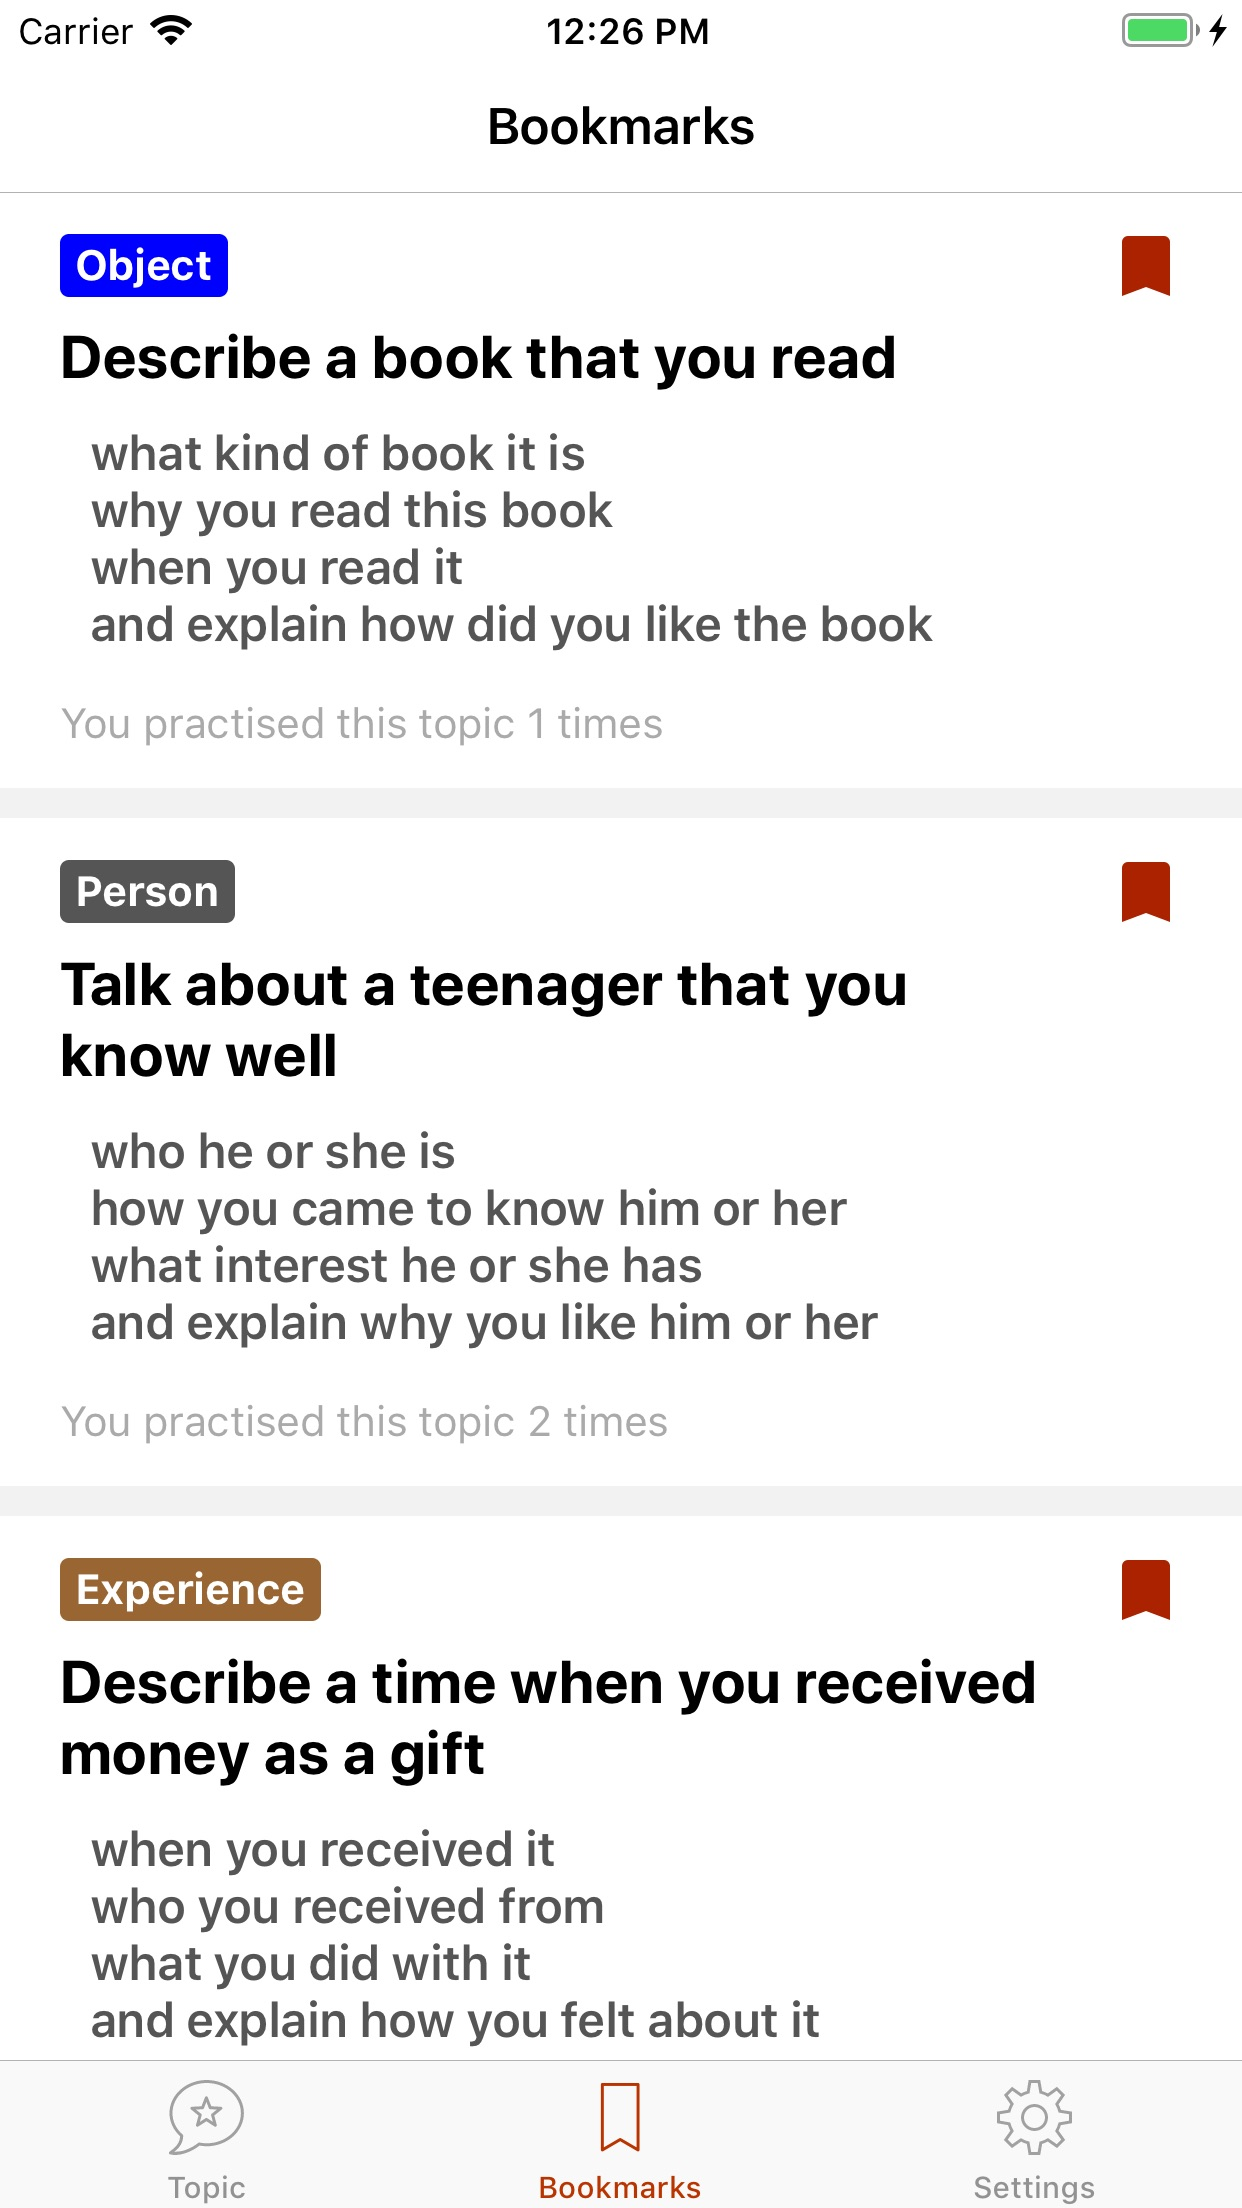 Carrier 12:26 PM
Bookmarks
Object
Describe a book that you read
what kind of book it is
why you read this book
when you read it
and explain how did you like the book
You practised this topic 1 times
Person
Talk about a teenager that you
know well
who he or she is
how you came to know him or her
what interest he or she has
and explain why you like him or her
You practised this topic 2 times
Experience
Describe a time when you received
money as a gift
when you received it
who you received from
what you did with it
and explain how you felt about it
Topic Bookmarks Settings